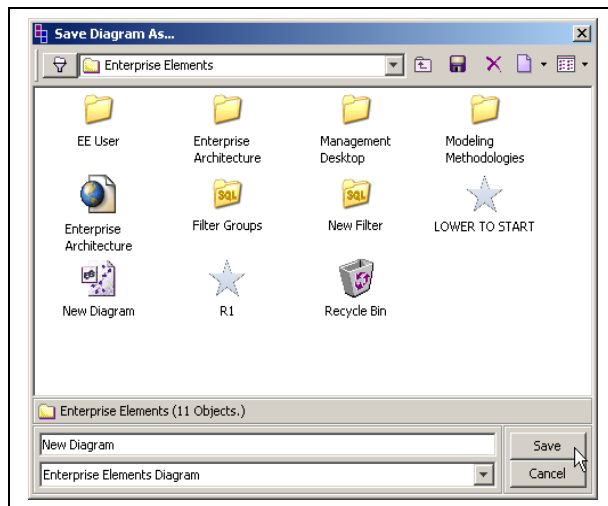 Save Diagram As...
Enterprise Elements
EE User
Enterprise
Architecture
Management
Desktop
Modeling
Methodologies
Enterprise
Architecture
SQL
Filter Groups
SQL
New Filter
LOWER TO START
New Diagram
R1
Recycle Bin
Enterprise Elements (11 Objects.)
New Diagram
Save
Enterprise Elements Diagram
Cancel